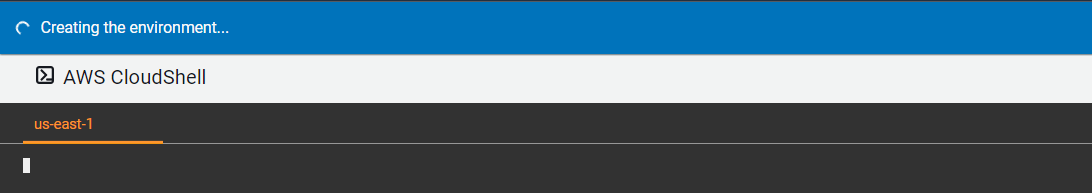 Creating the environment...
AWS CloudShell
us-east-1